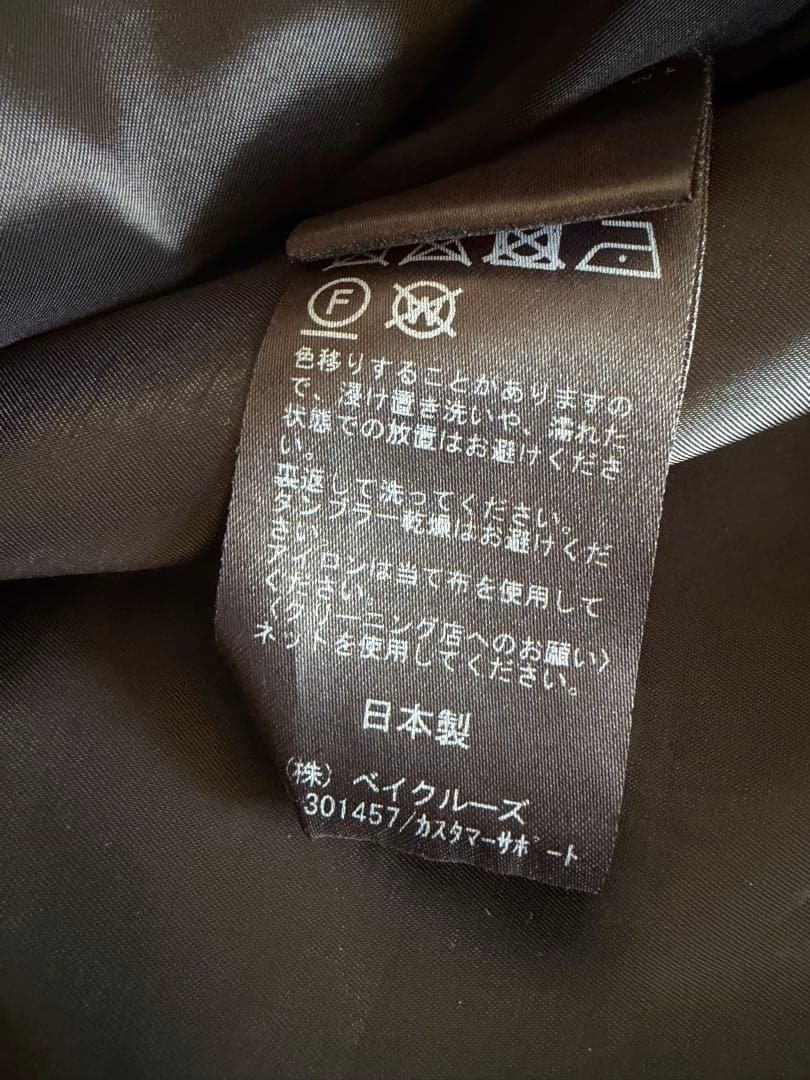 F W
色移りすることがありますの
で、浸け置き洗いや、濡れた
状態での放置はお避けくださ
い。
裏返して洗ってください。
タンブラー乾燥はお避けくだ
さい。
アイロンは当て布を使用して
ください。
〈クリーニング店へのお願い〉
ネットを使用してください。
日本製
(株) ベイクルーズ
301457/カスタマーサポート